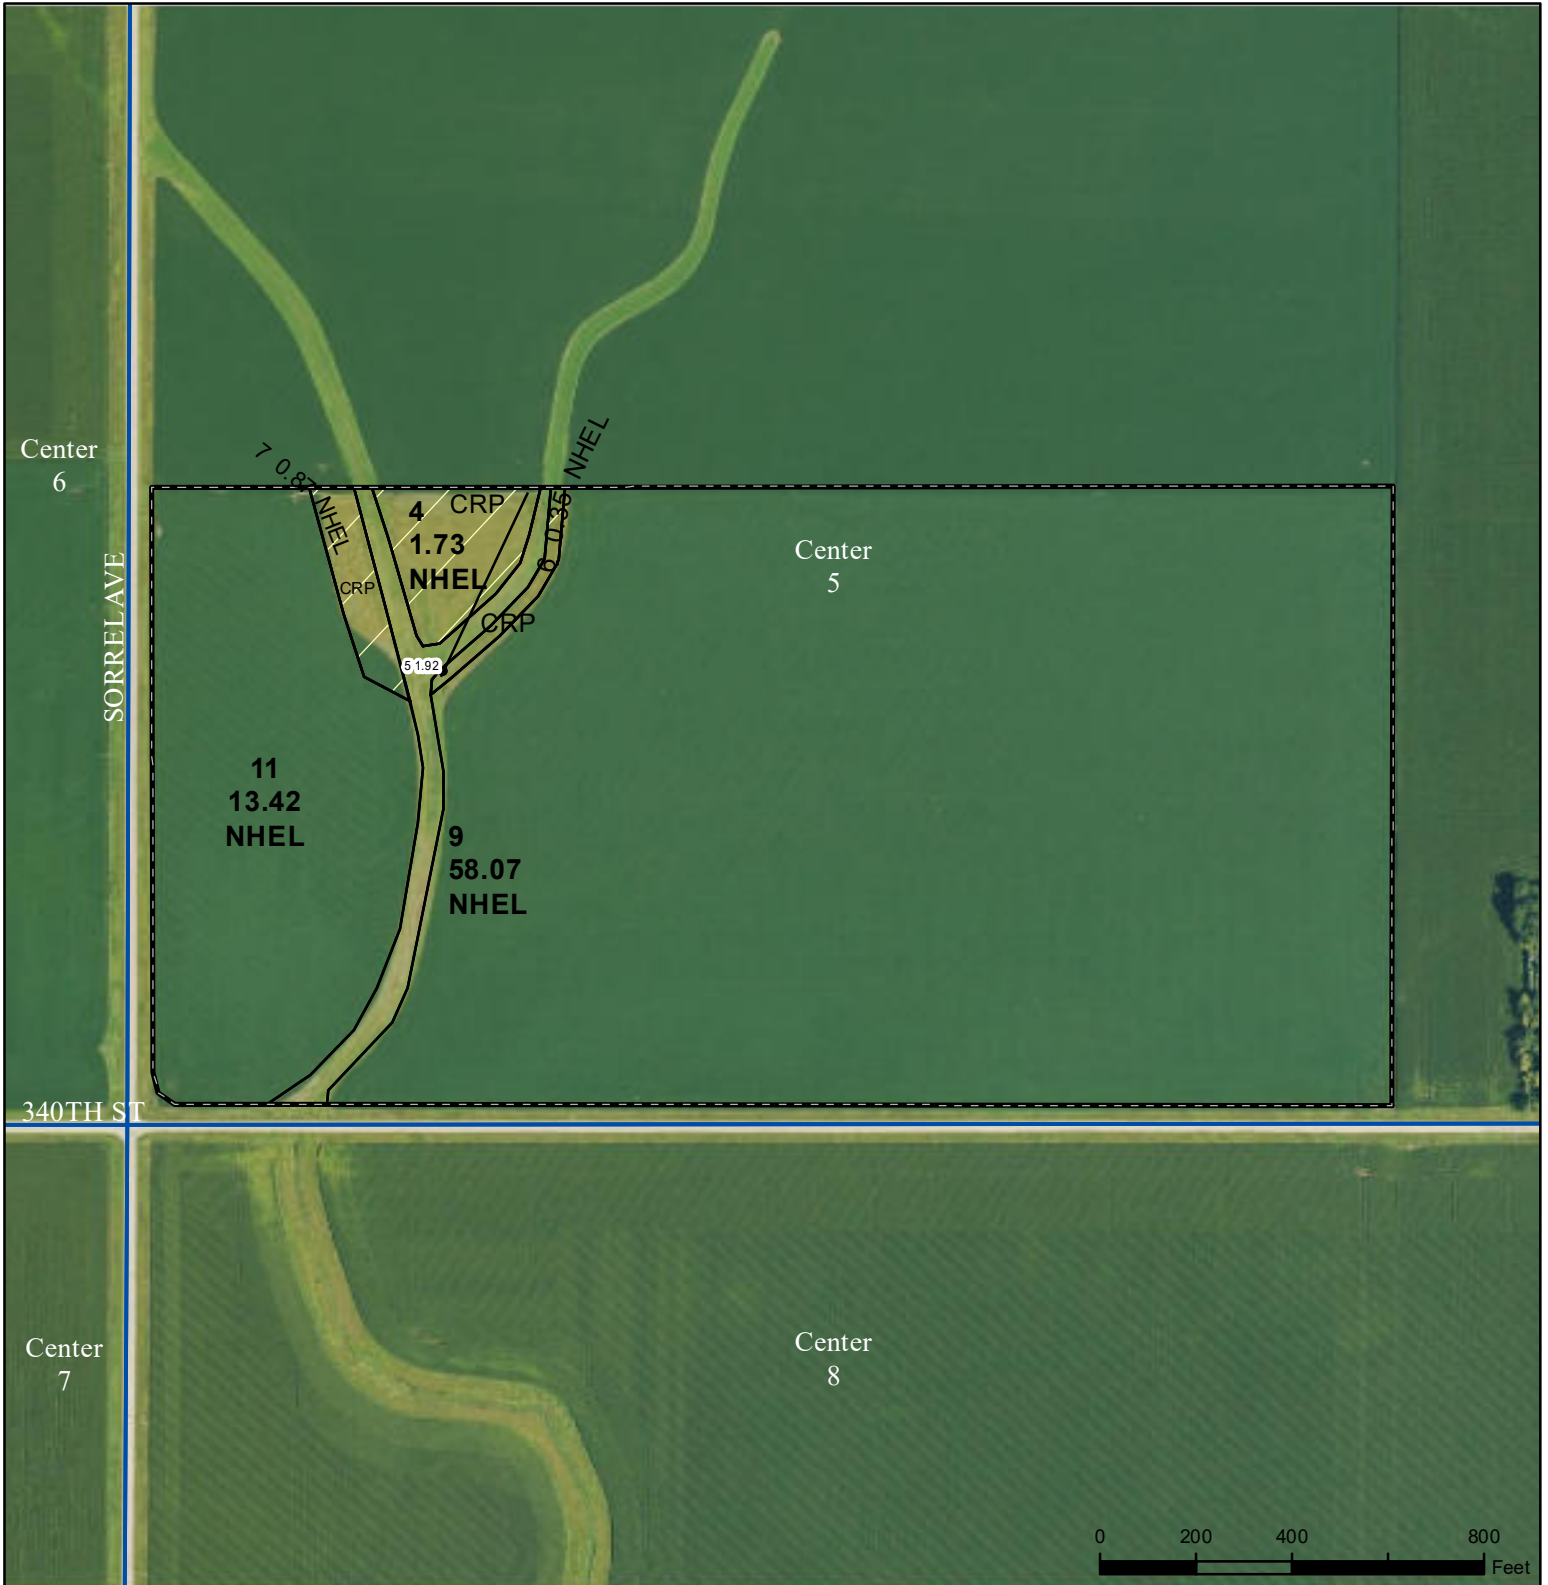 Center
6
7 0.87 NHEL
CRP
4
1.73
NHEL
CRP
6 0.35 NHEL
CRP
5 1.92
Center
5
SORREL AVE
11
13.42
NHEL
9
58.07
NHEL
340TH ST
Center
7
Center
8
0 200 400 800
Feet